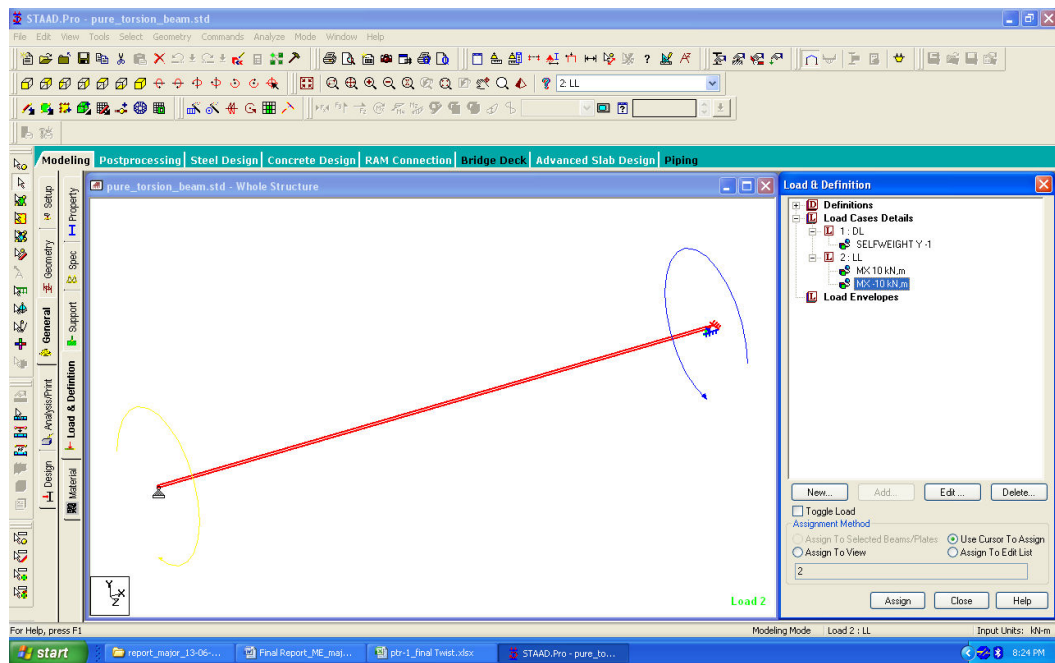 STAAD.Pro - pure_torsion_beam.std
File Edit View Tools Select Geometry Commands Analyze Mode Window Help
2: LL
Modeling Postprocessing Steel Design Concrete Design RAM Connection Bridge Deck Advanced Slab Design Piping
Setup
Geometry
General
Analysis/Print
Design
Property
Spec
Support
Load & Defintion
Material
pure_torsion_beam.std - Whole Structure
Y
X
Z
Load 2
Load & Definition
Definitions
Load Cases Details
1 : DL
SELFWEIGHT Y -1
2 : LL
MX 10 kN,m
MX -10 kN,m
Load Envelopes
New... Add... Edit ... Delete...
Toggle Load
Assignment Method
Assign To Selected Beams/Plates Use Cursor To Assign
Assign To View Assign To Edit List
2
Assign Close Help
For Help, press F1 Modeling Mode Load 2 : LL Input Units: kN-m
start report_major_13-06-... Final Report_ME_maj... ptr-1_final Twist.xlsx STAAD.Pro - pure_to... 8:24 PM